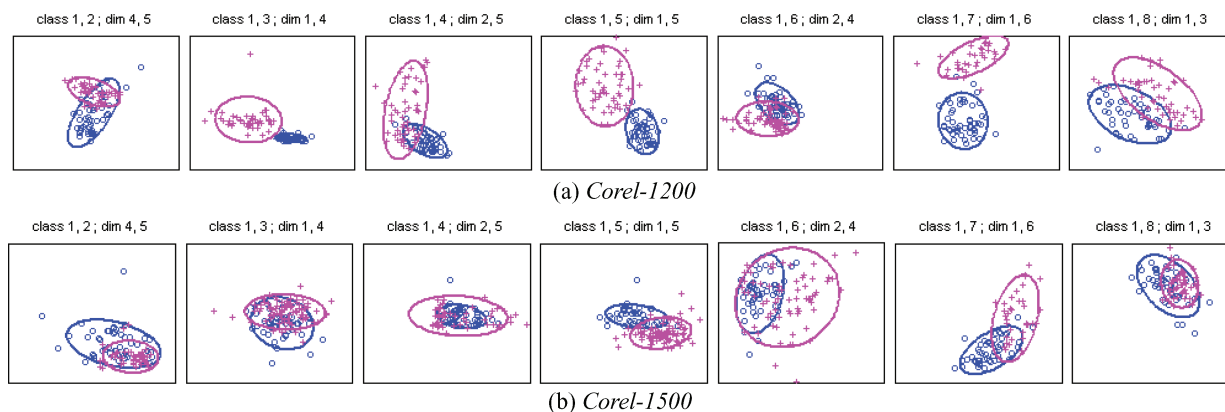 class 1, 2 ; dim 4, 5 class 1, 3 ; dim 1, 4 class 1, 4 ; dim 2, 5 class 1, 5 ; dim 1, 5 class 1, 6 ; dim 2, 4 class 1, 7 ; dim 1, 6 class 1, 8 ; dim 1, 3
(a) Corel-1200
class 1, 2 ; dim 4, 5 class 1, 3 ; dim 1, 4 class 1, 4 ; dim 2, 5 class 1, 5 ; dim 1, 5 class 1, 6 ; dim 2, 4 class 1, 7 ; dim 1, 6 class 1, 8 ; dim 1, 3
(b) Corel-1500